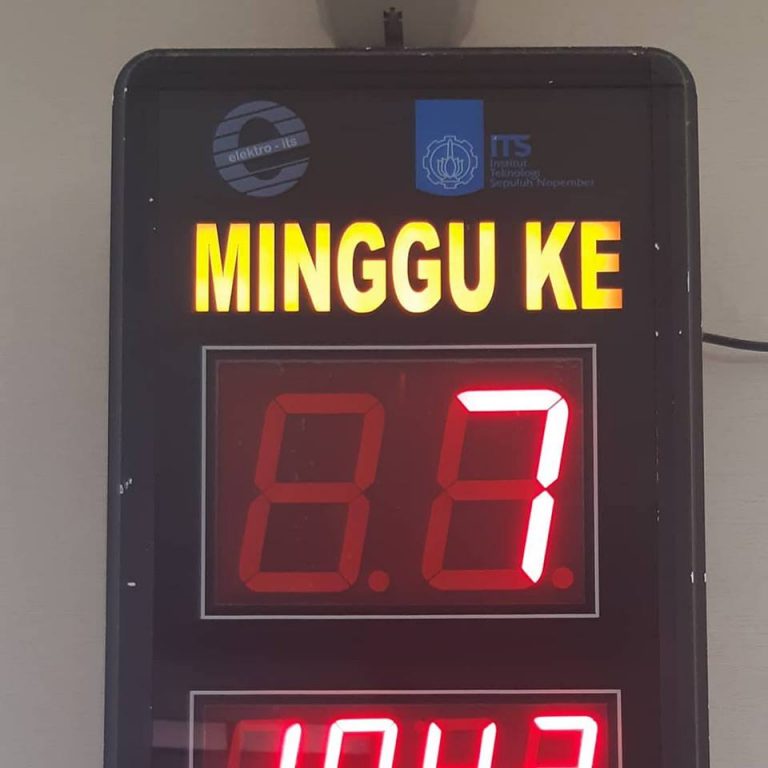 elektro - its
ITS
Institut
Teknologi
Sepuluh Nopember
MINGGU KE
7